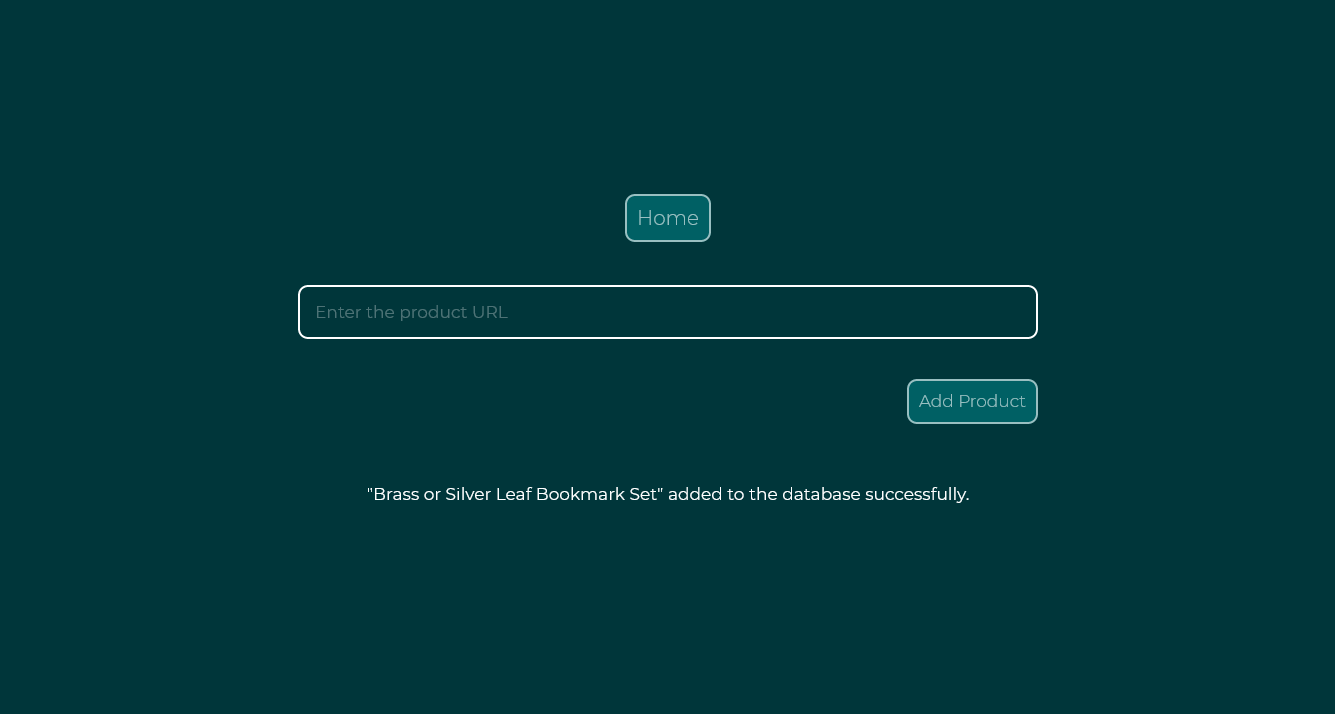 Home
Enter the product URL
Add Product
"Brass or Silver Leaf Bookmark Set" added to the database successfully.